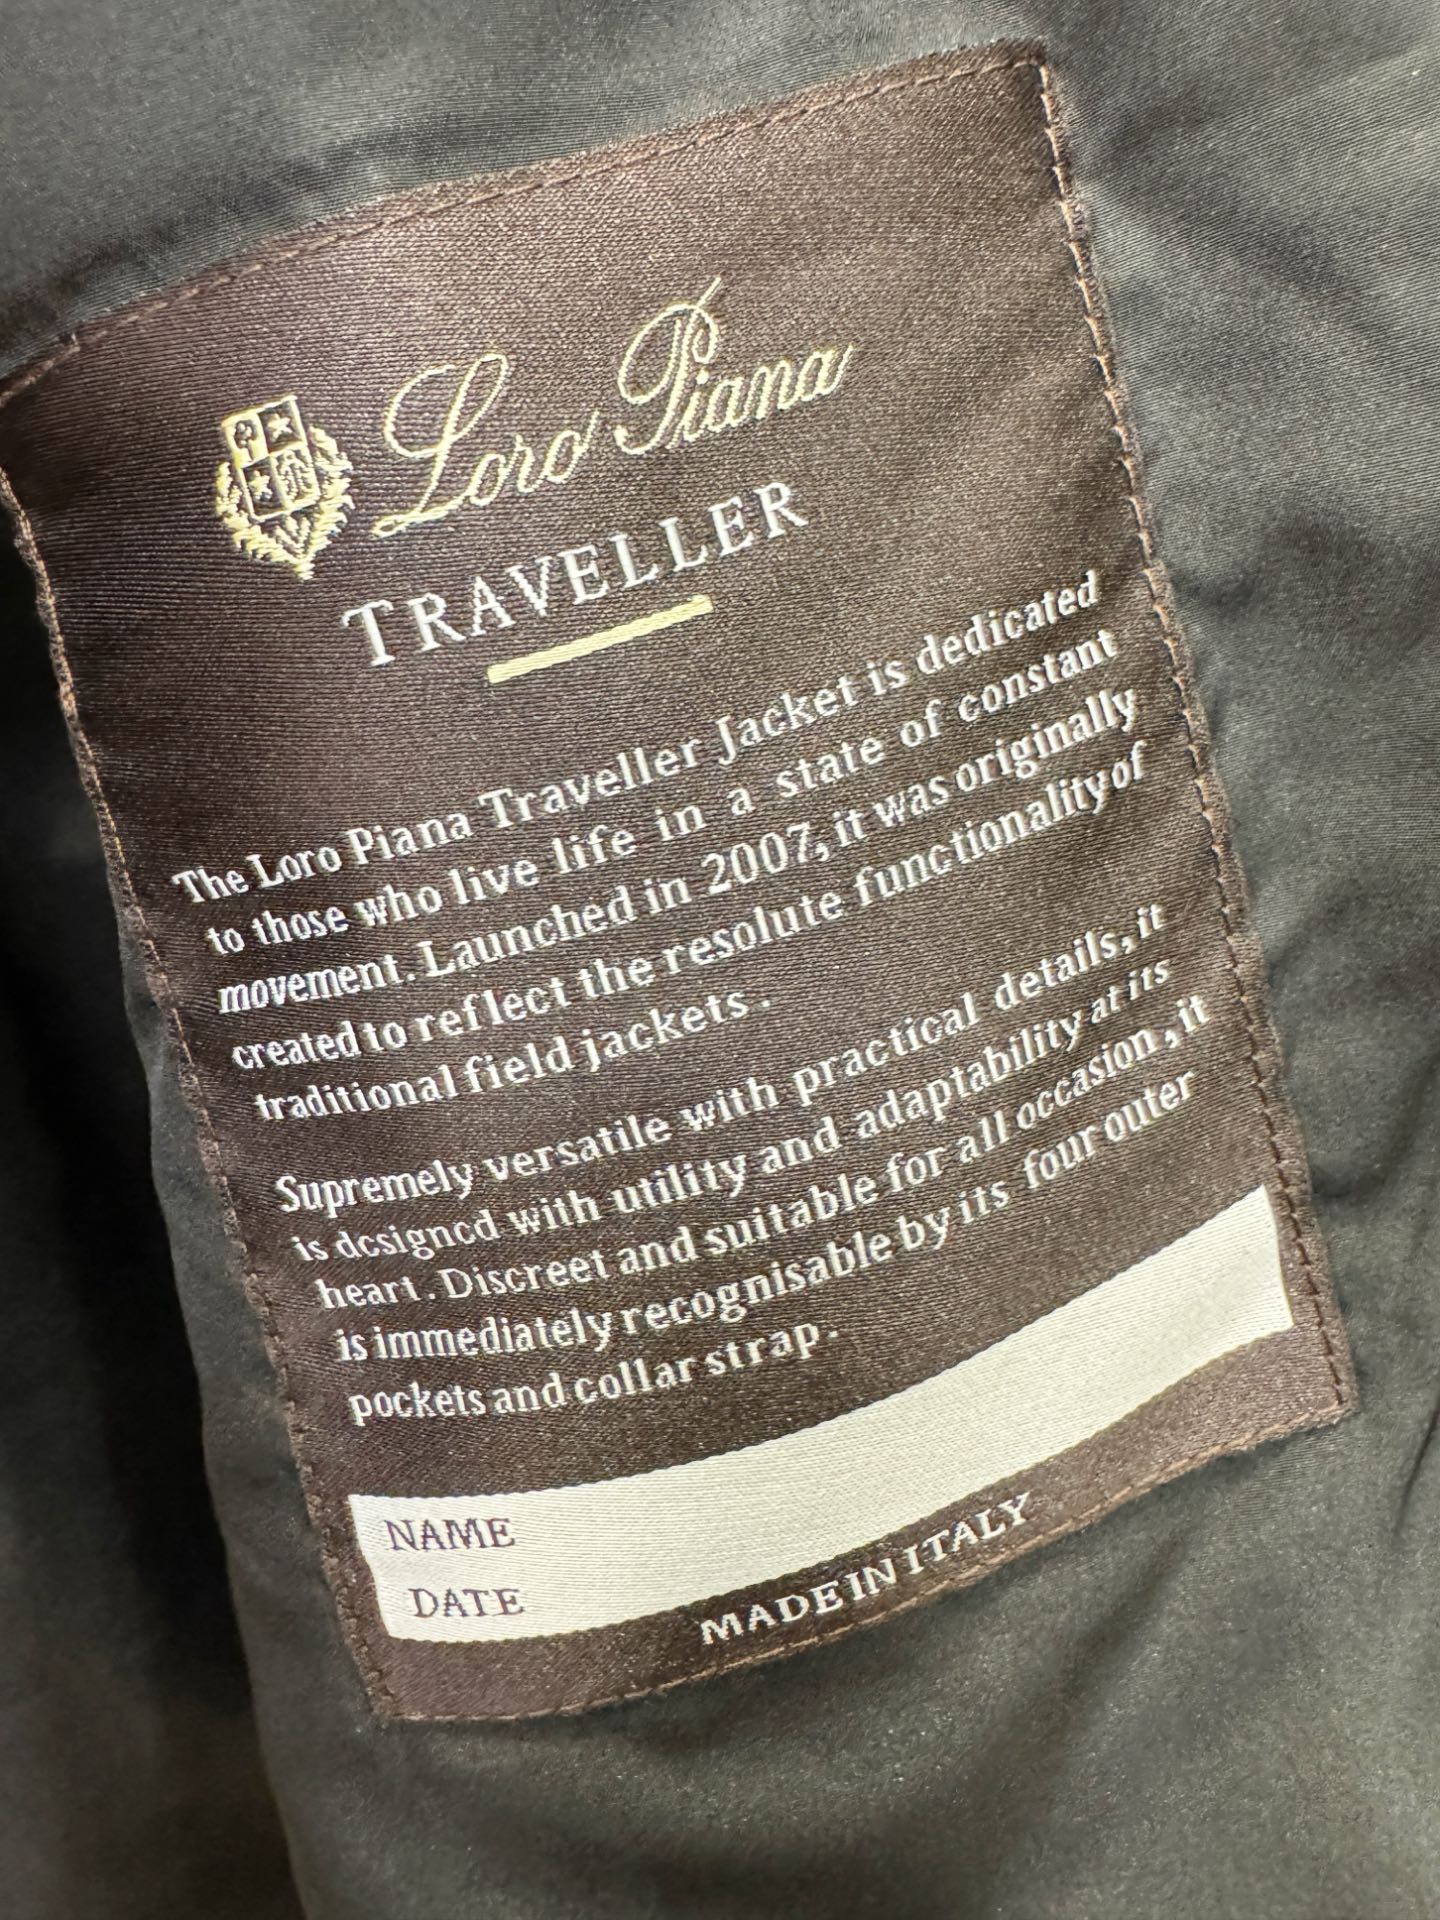 Loro Piana
TRAVELLER
The Loro Piana Traveller Jacket is dedicated
to those who live life in a state of constant
movement. Launched in 2007, it was originally
created to reflect the resolute functionality of
traditional field jackets.
Supremely versatile with practical details, it
is designed with utility and adaptability at its
heart. Discreet and suitable for all occasion, it
is immediately recognisable by its four outer
pockets and collar strap.
NAME
DATE
MADE IN ITALY